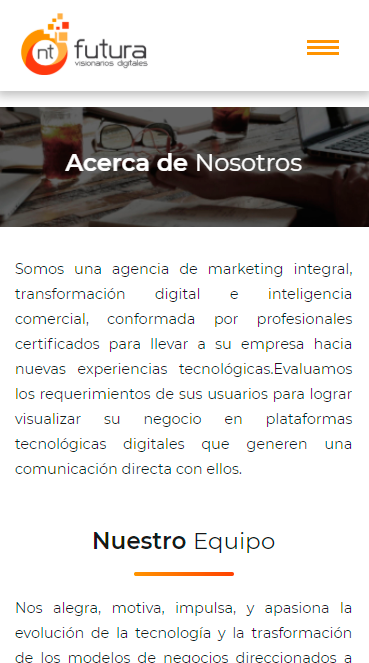 nt futura
visionarios digitales
Acerca de Nosotros
Somos una agencia de marketing integral,
transformación digital e inteligencia
comercial, conformada por profesionales
certificados para llevar a su empresa hacia
nuevas experiencias tecnológicas.Evaluamos
los requerimientos de sus usuarios para lograr
visualizar su negocio en plataformas
tecnológicas digitales que generen una
comunicación directa con ellos.
Nuestro Equipo
Nos alegra, motiva, impulsa, y apasiona la
evolución de la tecnología y la trasformación
de los modelos de negocios direccionados a